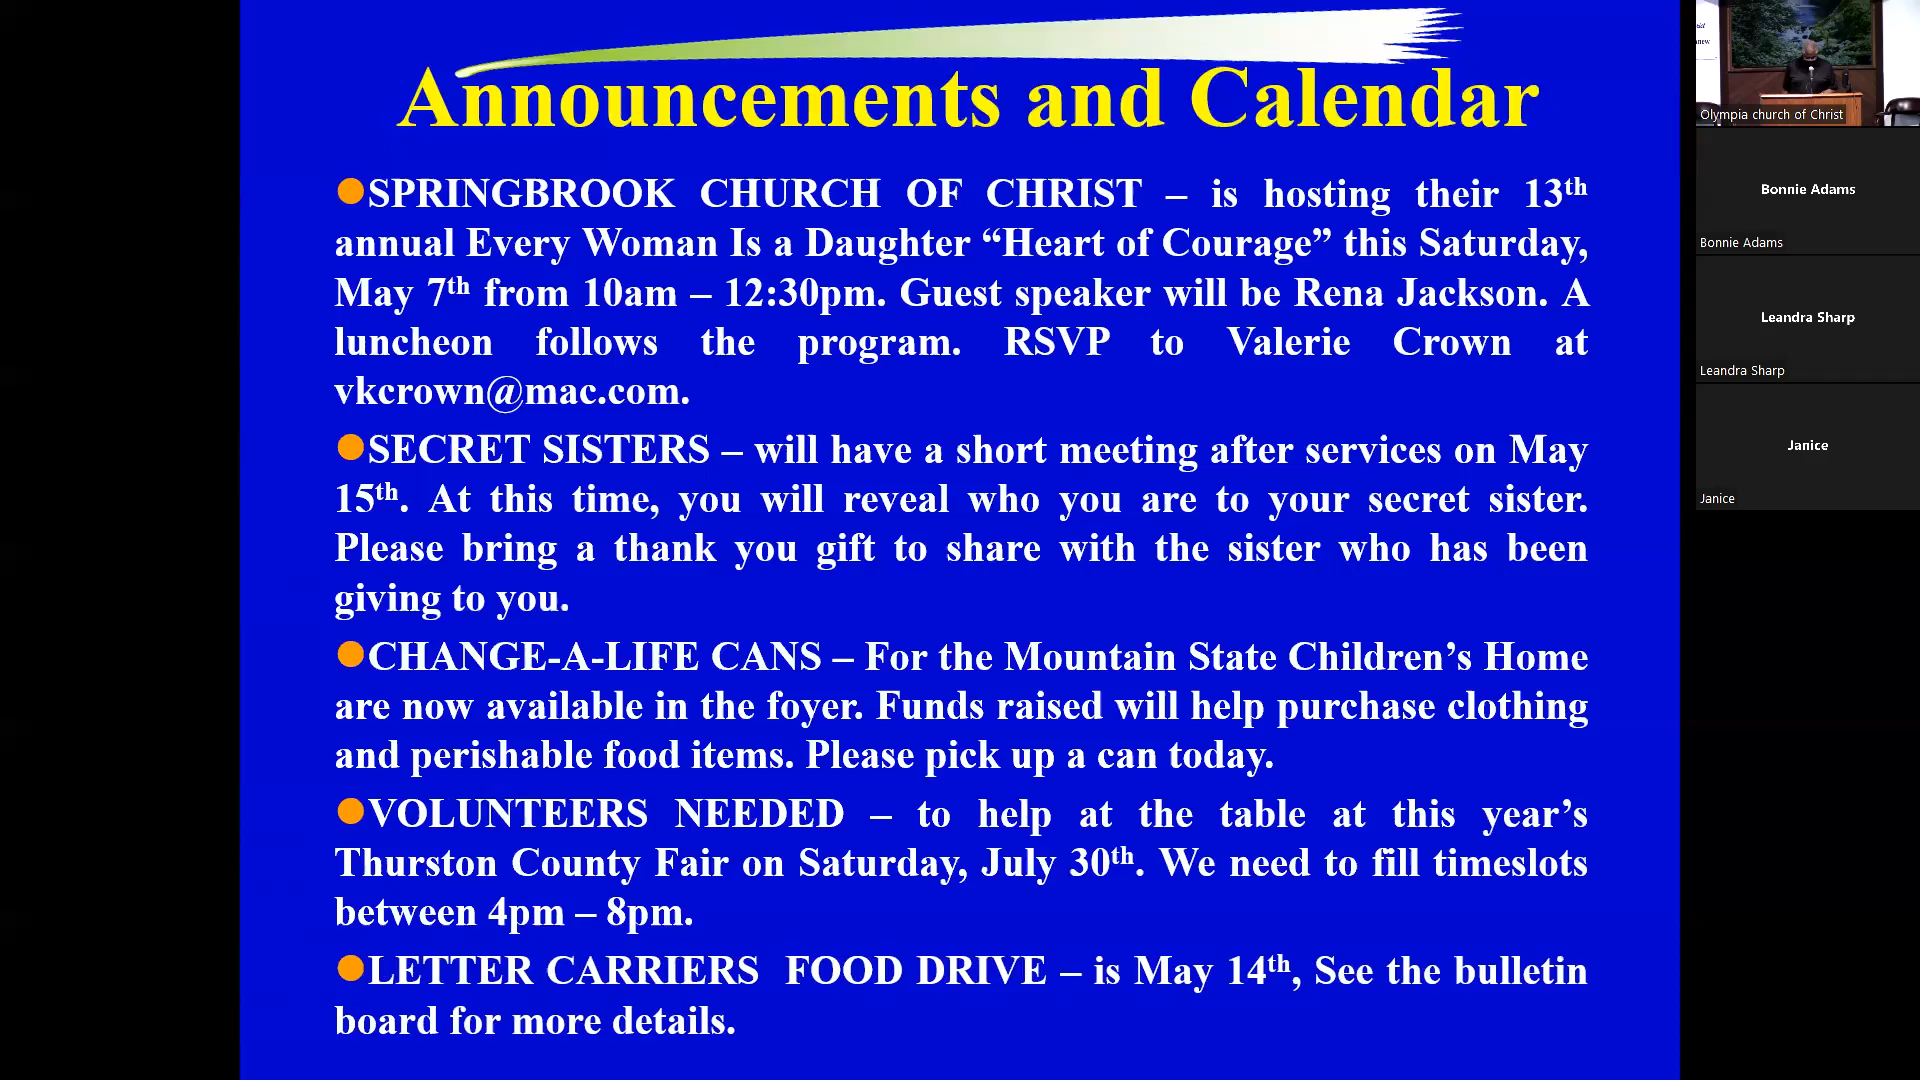 Announcements and Calendar
SPRINGBROOK CHURCH OF CHRIST – is hosting their 13th
annual Every Woman Is a Daughter “Heart of Courage” this Saturday,
May 7th from 10am – 12:30pm. Guest speaker will be Rena Jackson. A
luncheon follows the program. RSVP to Valerie Crown at
vkcrown@mac.com.
SECRET SISTERS – will have a short meeting after services on May
15th. At this time, you will reveal who you are to your secret sister.
Please bring a thank you gift to share with the sister who has been
giving to you.
CHANGE-A-LIFE CANS – For the Mountain State Children’s Home
are now available in the foyer. Funds raised will help purchase clothing
and perishable food items. Please pick up a can today.
VOLUNTEERS NEEDED – to help at the table at this year’s
Thurston County Fair on Saturday, July 30th. We need to fill timeslots
between 4pm – 8pm.
LETTER CARRIERS  FOOD DRIVE – is May 14th, See the bulletin
board for more details.
Olympia church of Christ
Bonnie Adams
Bonnie Adams
Leandra Sharp
Leandra Sharp
Janice
Janice